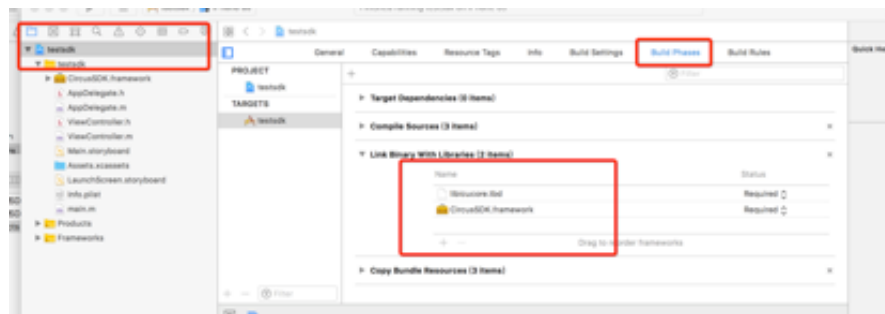 testsdk
General Capabilities Resource Tags Info Build Settings Build Phases Build Rules
Quick
testsdk
testsdk
CircusSDK.framework
AppDelegate.h
AppDelegate.m
ViewController.h
ViewController.m
Main.storyboard
Assets.xcassets
LaunchScreen.storyboard
Info.plist
main.m
Products
Frameworks
PROJECT
testsdk
TARGETS
testsdk
Filter
Filter
Target Dependencies (0 items)
Compile Sources (3 items)
Link Binary With Libraries (2 items)
Name Status
libicucore.tbd Required
CircusSDK.framework Required
Drag to reorder frameworks
Copy Bundle Resources (3 items)